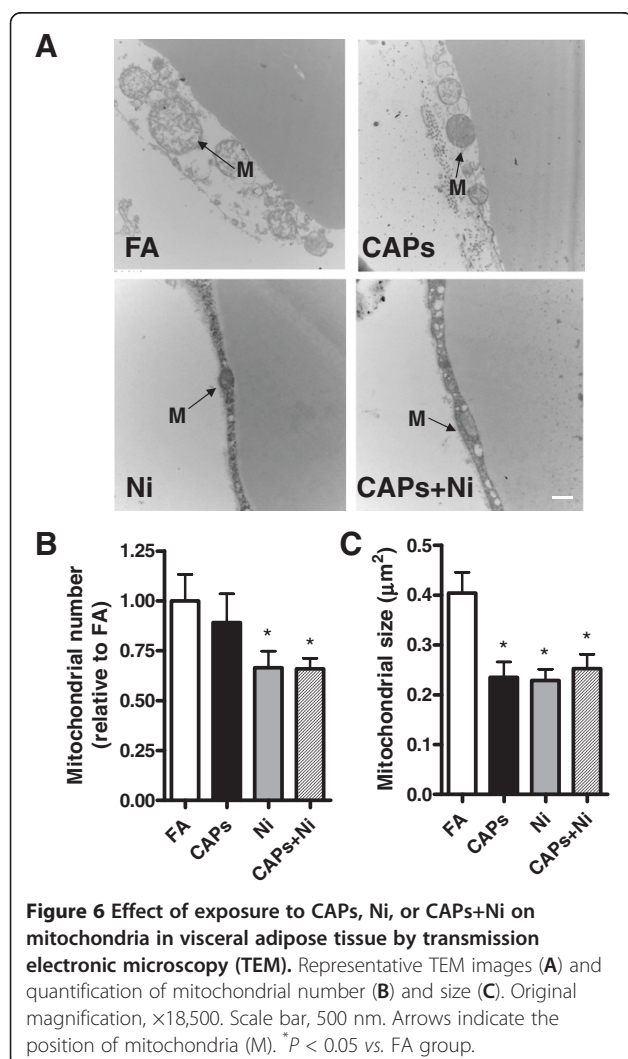 A
M
FA
M
CAPs
M
Ni
M
CAPs+Ni
B
Mitochondrial number
(relative to FA)
1.25
1.00
0.75
0.50
0.25
0.00
*
*
FA
CAPs
Ni
CAPs+Ni
C
Mitochondrial size (μm²)
0.5
0.4
0.3
0.2
0.1
0.0
*
*
*
FA
CAPs
Ni
CAPs+Ni
Figure 6 Effect of exposure to CAPs, Ni, or CAPs+Ni on
mitochondria in visceral adipose tissue by transmission
electronic microscopy (TEM). Representative TEM images (A) and
quantification of mitochondrial number (B) and size (C). Original
magnification, ×18,500. Scale bar, 500 nm. Arrows indicate the
position of mitochondria (M). *P < 0.05 vs. FA group.